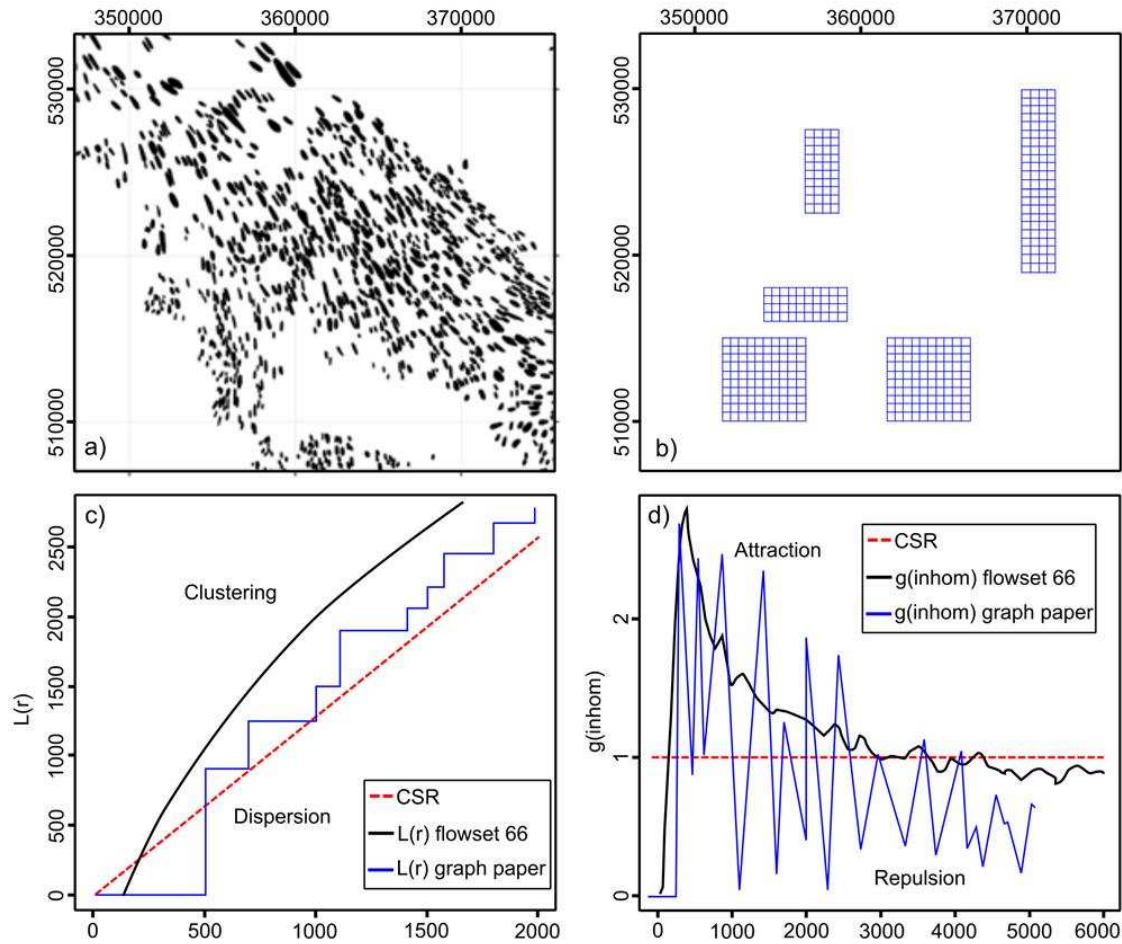 350000 360000 370000
350000 360000 370000
530000
520000
510000
a)
530000
520000
510000
b)
c)
Clustering
Dispersion
CSR
L(r) flowset 66
L(r) graph paper
L(r)
2500
2000
1500
1000
500
0
0 500 1000 1500 2000
d)
Attraction
CSR
g(inhom) flowset 66
g(inhom) graph paper
Repulsion
g(inhom)
2
1
0
0 1000 2000 3000 4000 5000 6000